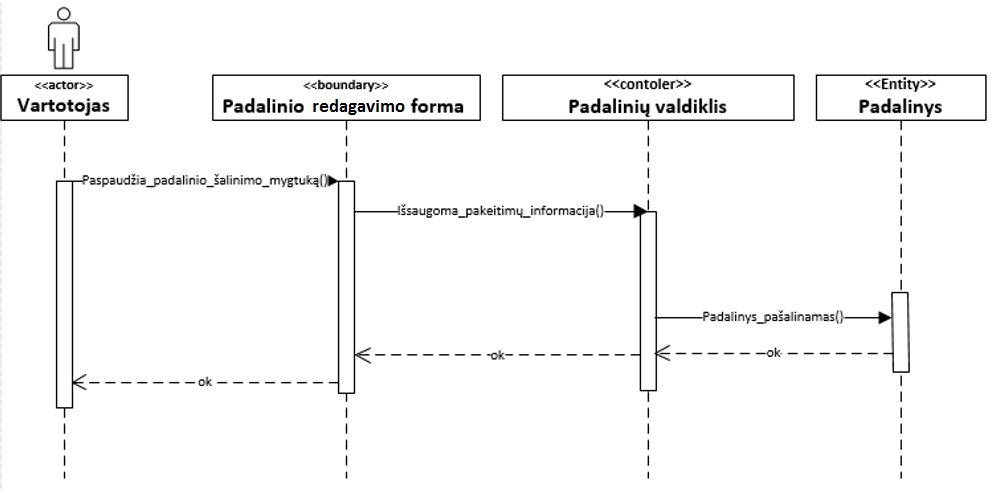 <<actor>>
Vartotojas
<<boundary>>
Padalinio redagavimo forma
<<contoler>>
Padalinių valdiklis
<<Entity>>
Padalinys
Paspaudžia_padalinio_šalinimo_mygtuką()
Išsaugoma_pakeitimų_informacija()
Padalinys_pašalinamas()
ok
ok
ok